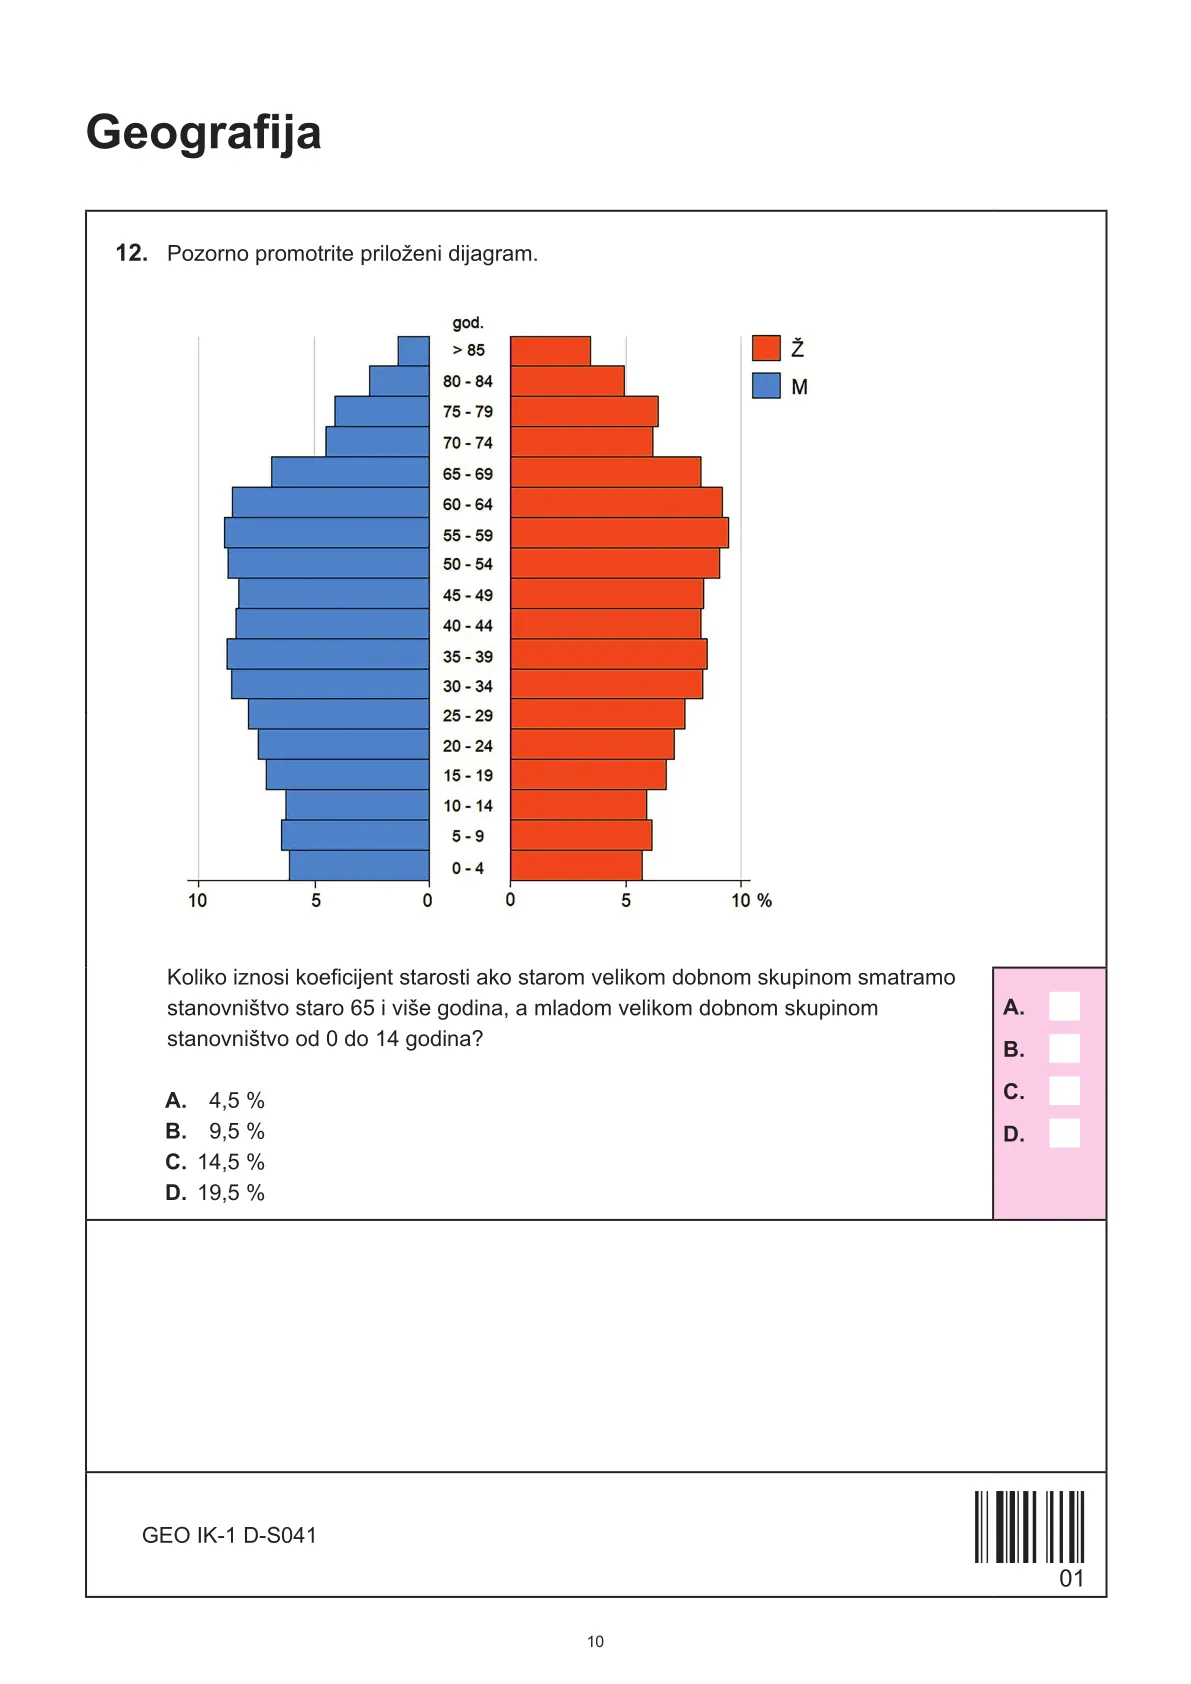 Geografija
12. Pozorno promotrite priloženi dijagram.
god.
> 85
80 - 84
75 - 79
70 - 74
65 - 69
60 - 64
55 - 59
50 - 54
45 - 49
40 - 44
35 - 39
30 - 34
25 - 29
20 - 24
15 - 19
10 - 14
5 - 9
0 - 4
10 5 0 0 5 10 %
Ž
M
Koliko iznosi koeficijent starosti ako starom velikom dobnom skupinom smatramo
stanovništvo staro 65 i više godina, a mladom velikom dobnom skupinom
stanovništvo od 0 do 14 godina?
A. 4,5 %
B. 9,5 %
C. 14,5 %
D. 19,5 %
A.
B.
C.
D.
GEO IK-1 D-S041
01
10